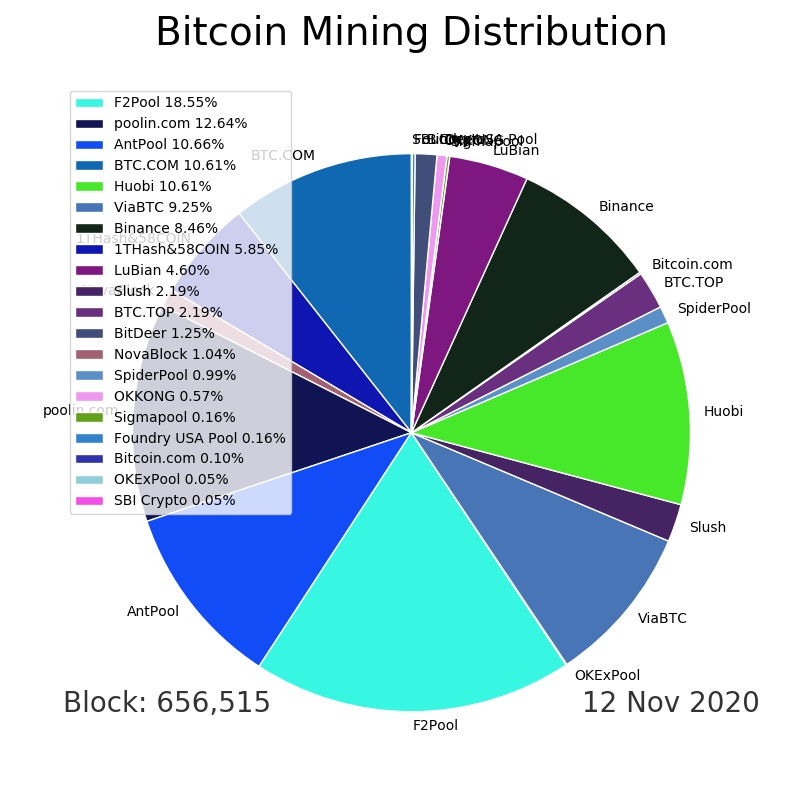 Bitcoin Mining Distribution
F2Pool 18.55%
poolin.com 12.64%
AntPool 10.66%
BTC.COM 10.61%
Huobi 10.61%
ViaBTC 9.25%
Binance 8.46%
1THash&58COIN 5.85%
LuBian 4.60%
Slush 2.19%
BTC.TOP 2.19%
BitDeer 1.25%
NovaBlock 1.04%
SpiderPool 0.99%
OKKONG 0.57%
Sigmapool 0.16%
Foundry USA Pool 0.16%
Bitcoin.com 0.10%
OKExPool 0.05%
SBI Crypto 0.05%
BTC.COM
1THash&58COIN
NovaBlock
poolin.com
AntPool
F2Pool
OKExPool
ViaBTC
Slush
Huobi
SpiderPool
BTC.TOP
Bitcoin.com
Binance
LuBian
Sigmapool
Block: 656,515
12 Nov 2020